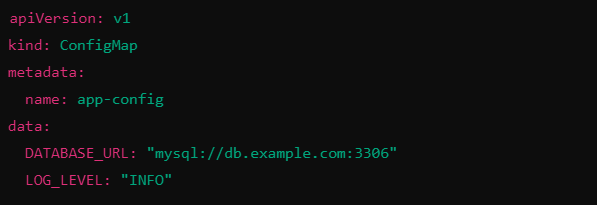 apiVersion: v1
kind: ConfigMap
metadata:
  name: app-config
data:
  DATABASE_URL: "mysql://db.example.com:3306"
  LOG_LEVEL: "INFO"